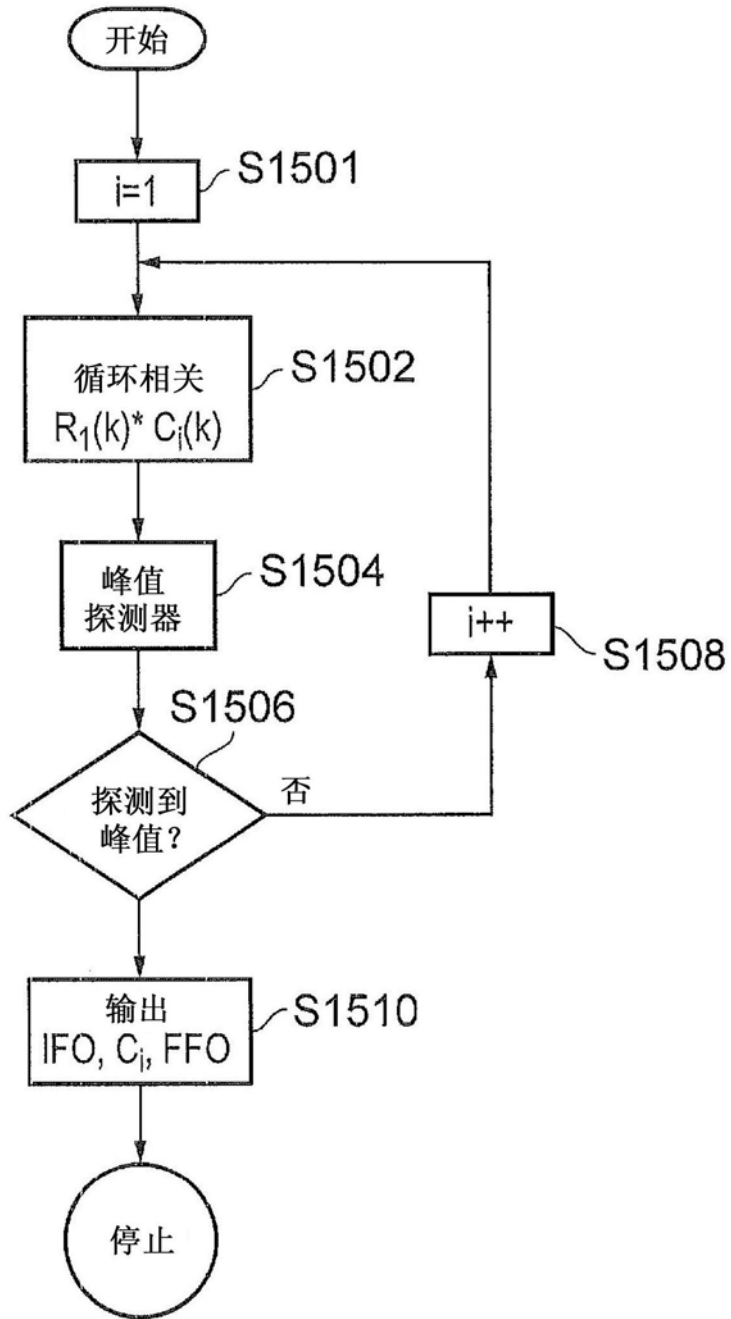 开始
i=1
S1501
循环相关
R₁(k)* Cᵢ(k)
S1502
峰值
探测器
S1504
i++
S1508
S1506
探测到
峰值?
否
输出
IFO, Cᵢ, FFO
S1510
停止